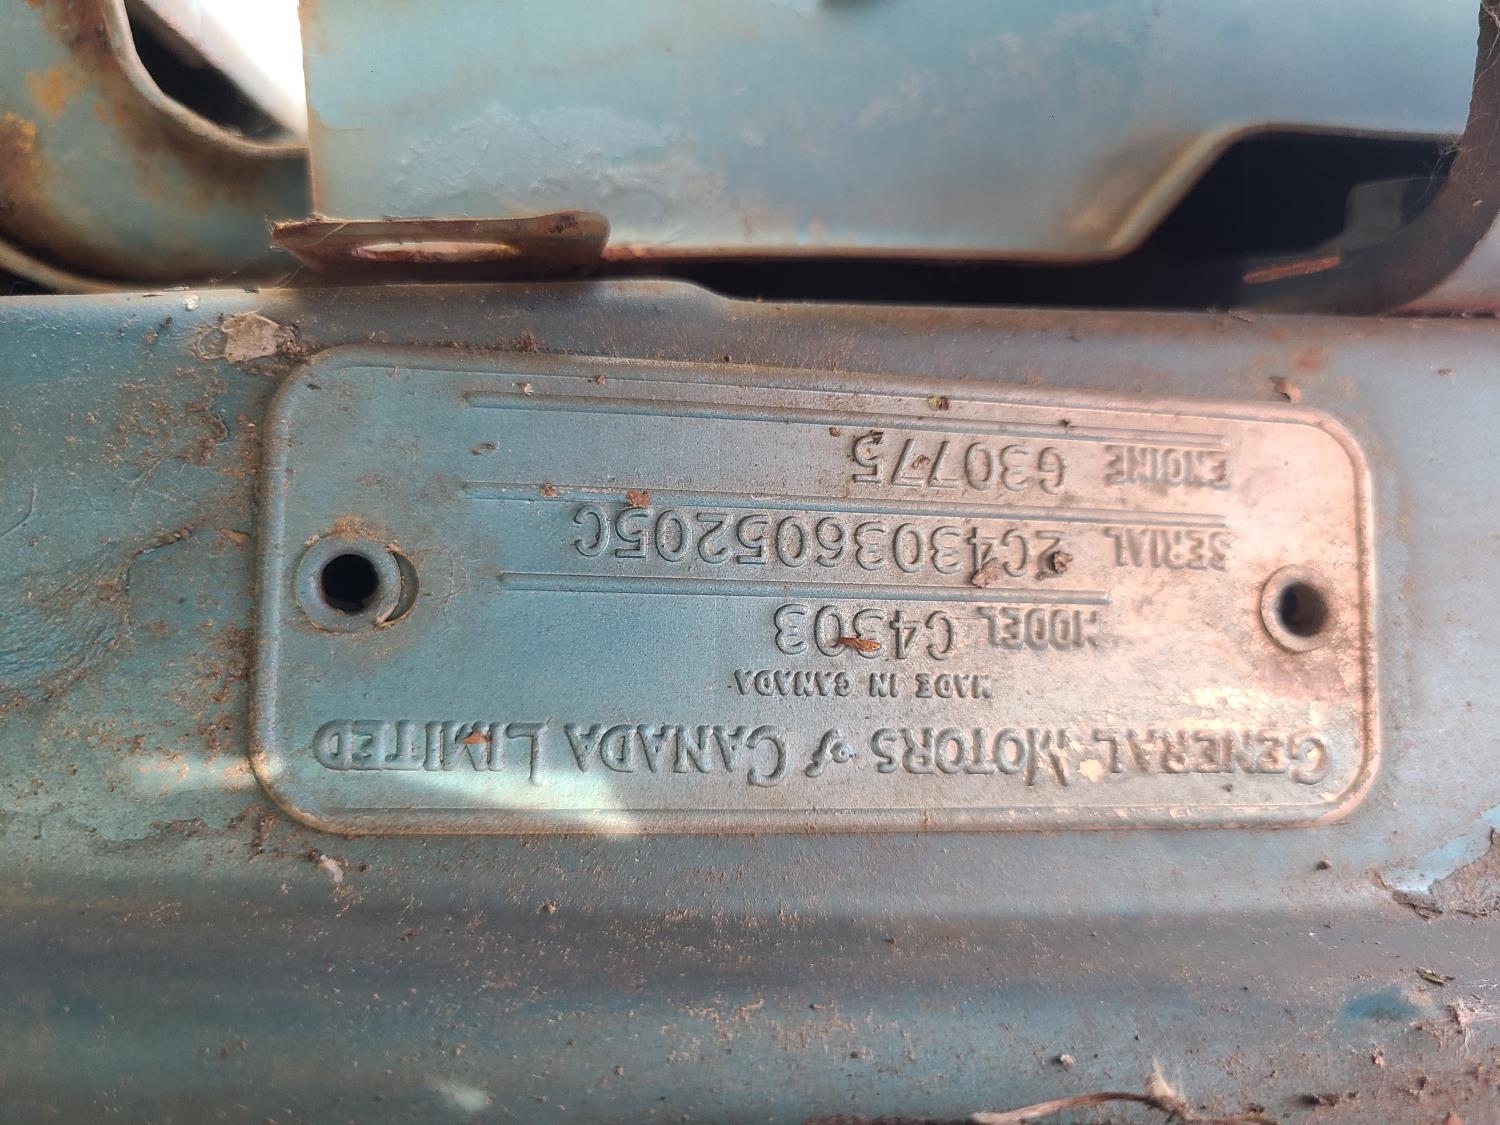 GENERAL MOTORS of CANADA LIMITED
MADE IN CANADA
MODEL C4303
SERIAL 2C4303605205C
ENGINE G30775